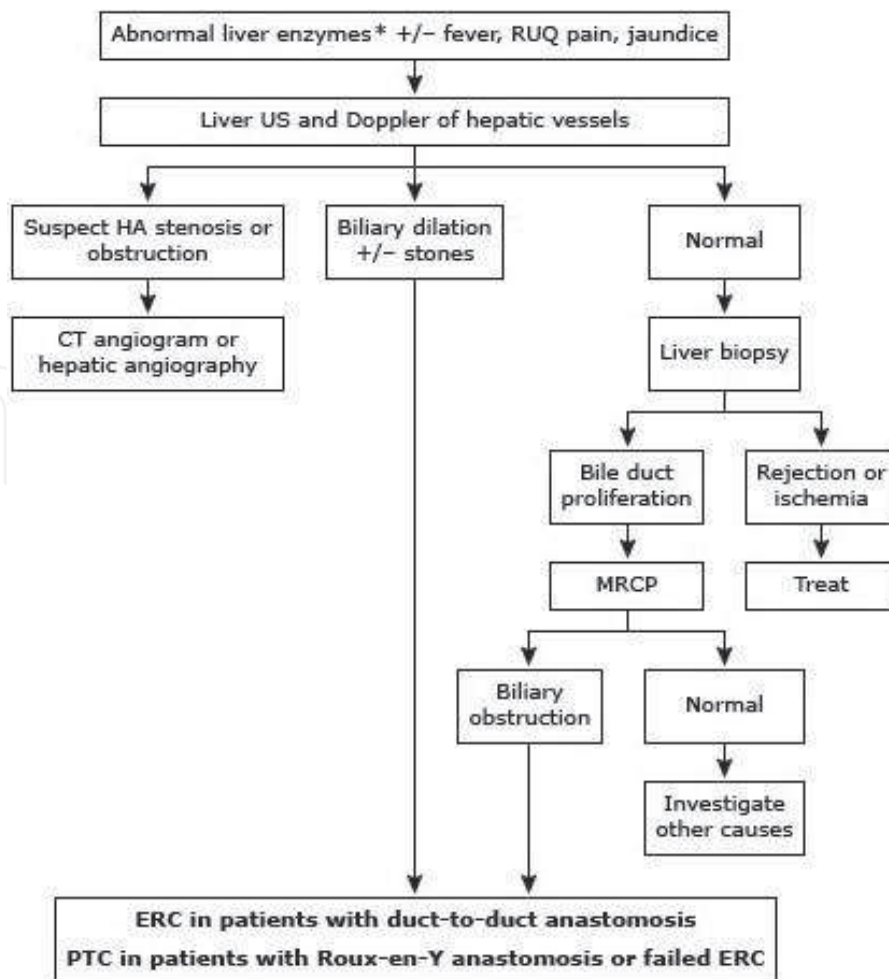 Abnormal liver enzymes* +/− fever, RUQ pain, jaundice
Liver US and Doppler of hepatic vessels
Suspect HA stenosis or
obstruction
Biliary dilation
+/− stones
Normal
CT angiogram or
hepatic angiography
Liver biopsy
Bile duct
proliferation
Rejection or
ischemia
MRCP
Treat
Biliary
obstruction
Normal
Investigate
other causes
ERC in patients with duct-to-duct anastomosis
PTC in patients with Roux-en-Y anastomosis or failed ERC